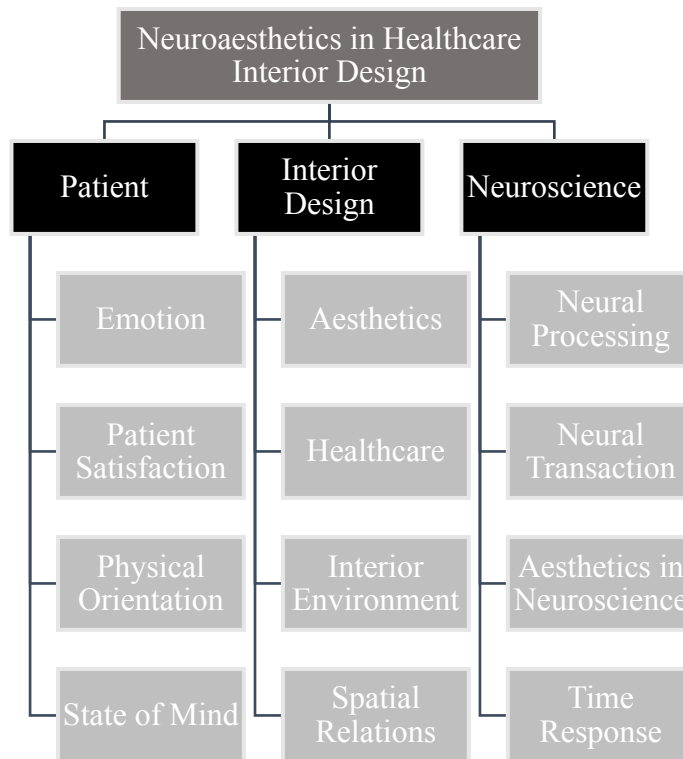 Neuroaesthetics in Healthcare
Interior Design
Patient
Interior
Design
Neuroscience
Emotion
Patient
Satisfaction
Physical
Orientation
State of Mind
Aesthetics
Healthcare
Interior
Environment
Spatial
Relations
Neural
Processing
Neural
Transaction
Aesthetics in
Neuroscience
Time
Response